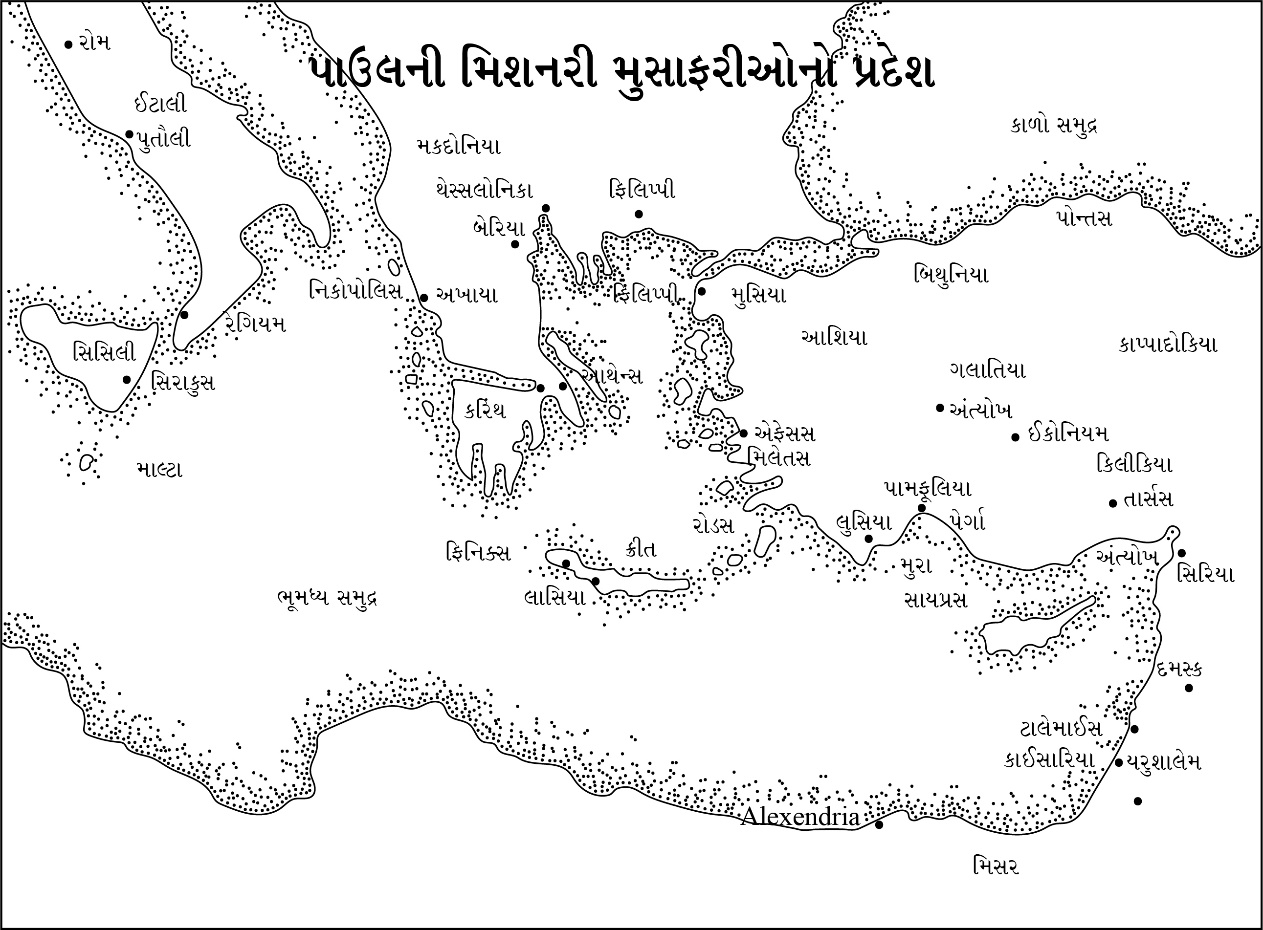 પાઉલની મિશનરી મુસાફરીઓનો પ્રદેશ
રોમ
ઈટાલી
પુતૌલી
કાળો સમુદ્ર
મકદોનિયા
થેસ્સલોનિકા
ફિલિપ્પી
બેરિયા
પોન્તસ
બિથુનિયા
નિકોપોલિસ
અખાયા
ફિલિપ્પી
મુસિયા
રેગિયમ
આશિયા
કાપ્પાદોકિયા
સિસિલી
સિરાકુસ
આથેન્સ
ગલાતિયા
કરિંથ
અંત્યોખ
ઈકોનિયમ
એફેસસ
મિલેતસ
માલ્ટા
કિલીકિયા
પામફૂલિયા
તાર્સસ
રોડસ
લુસિયા
પેર્ગા
ફિનિક્સ
ક્રીત
મુરા
અંત્યોખ
સિરિયા
ભૂમધ્ય સમુદ્ર
લાસિયા
સાયપ્રસ
દમસ્ક
ટાલેમાઈસ
કાઈસારિયા
યરુશાલેમ
Alexendria
મિસર